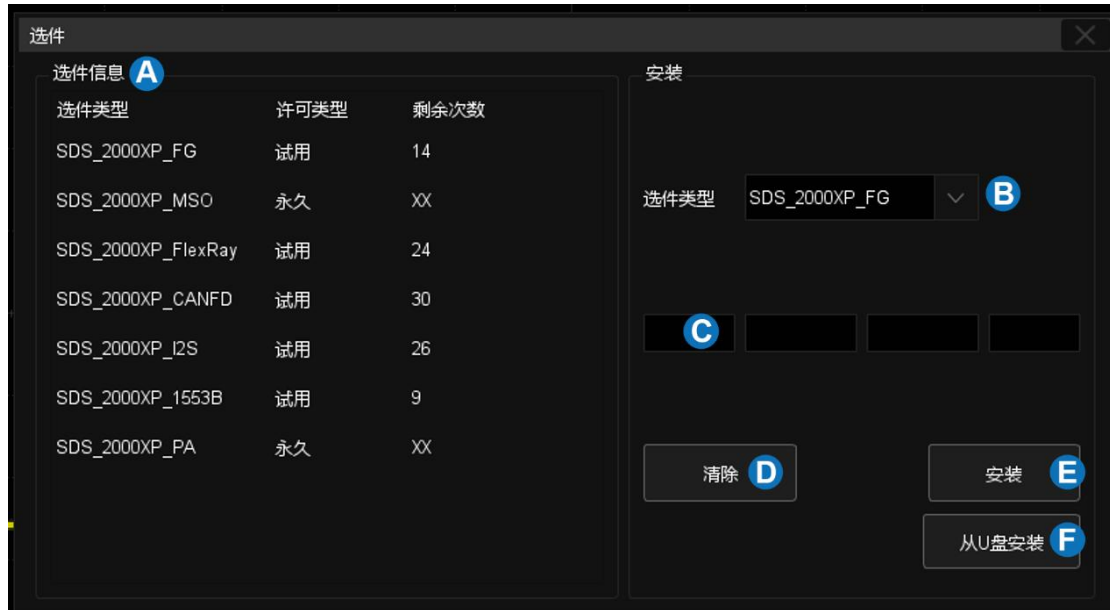 选件
选件信息 A
选件类型 许可类型 剩余次数
SDS_2000XP_FG 试用 14
SDS_2000XP_MSO 永久 XX
SDS_2000XP_FlexRay 试用 24
SDS_2000XP_CANFD 试用 30
SDS_2000XP_I2S 试用 26
SDS_2000XP_1553B 试用 9
SDS_2000XP_PA 永久 XX
安装
选件类型 SDS_2000XP_FG B
C
清除 D
安装 E
从U盘安装 F